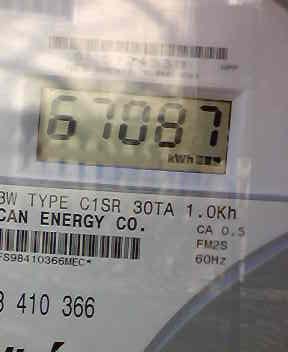 67087
kWh
3W TYPE C1SR 30TA 1.0Kh
CAN ENERGY CO.
CA 0.5
FM2S
60Hz
FS98410366MEC*
410 366